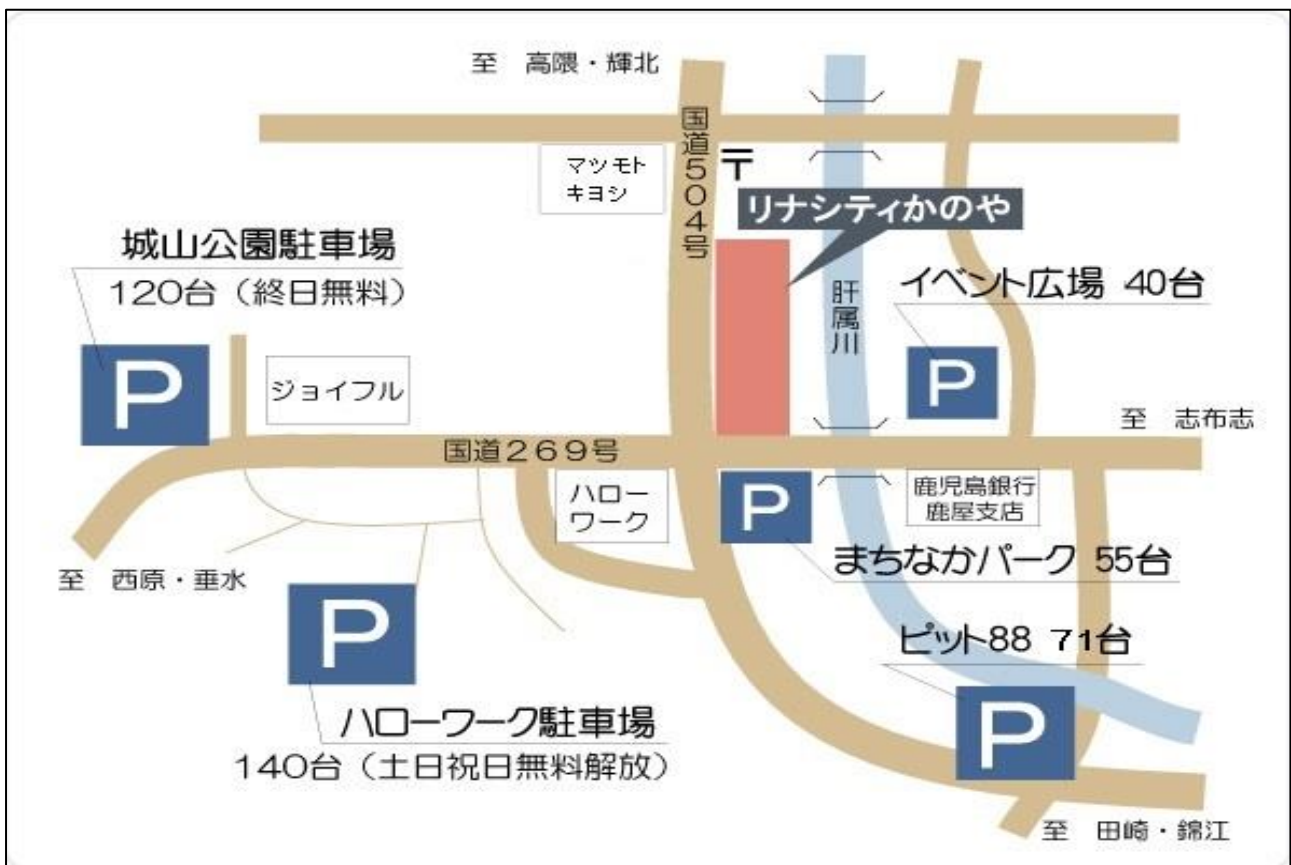 至 高隈・輝北
国道504号
マツモト
キヨシ
〒
リナシティかのや
城山公園駐車場
120台（終日無料）
肝属川
イベント広場 40台
P
ジョイフル
P
至 志布志
国道269号
ハロー
ワーク
P
鹿児島銀行
鹿屋支店
まちなかパーク 55台
至 西原・垂水
P
ピット88 71台
P
ハローワーク駐車場
140台（土日祝日無料解放）
至 田崎・錦江